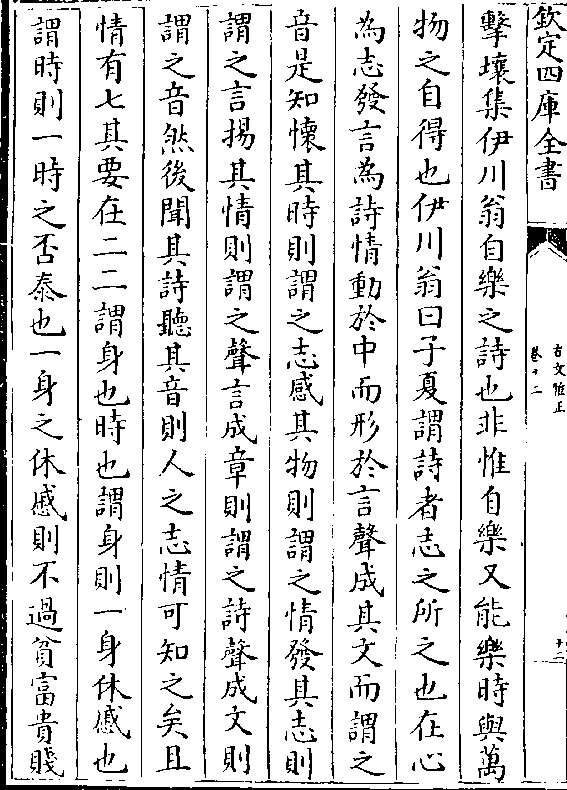 欽定四庫全書
古文雅正
卷十二
十二
擊壤集伊川翁自樂之詩也非惟自樂又能樂時與萬
物之自得也伊川翁曰子夏謂詩者志之所之也在心
為志發言為詩情動於中而形於言聲成其文而謂之
音是知懷其時則謂之志感其物則謂之情發其志則
謂之言揚其情則謂之聲言成章則謂之詩聲成文則
謂之音然後聞其詩聽其音則人之志情可知之矣且
情有七其要在二二謂身也時也謂身則一身休慼也
謂時則一時之否泰也一身之休慼則不過貧富貴賤